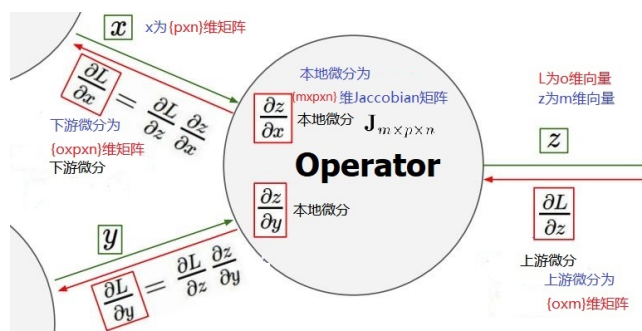 x
x为{pxn}维矩阵
∂L/∂x = ∂L/∂z ∂z/∂x
下游微分为
{oxpxn}维矩阵
下游微分
本地微分为
{mxpxn}维Jaccobian矩阵
∂z/∂x 本地微分 J m×p×n
Operator
∂z/∂y 本地微分
L为o维向量
z为m维向量
z
∂L/∂z
上游微分
上游微分为
{oxm}维矩阵
y
∂L/∂y = ∂L/∂z ∂z/∂y